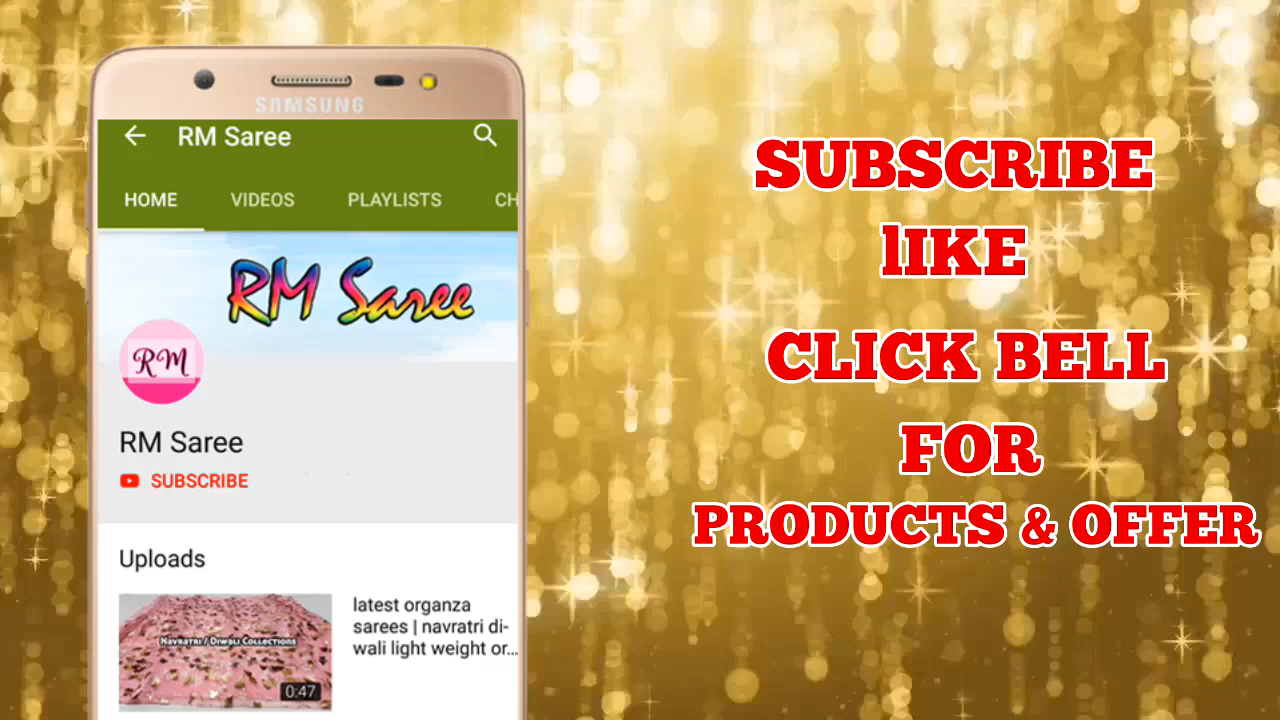 SAMSUNG
RM Saree
HOME VIDEOS PLAYLISTS CH
RM Saree
RM
RM Saree
SUBSCRIBE
Uploads
NAVRATRI / DIWALI COLLECTIONS
0:47
latest organza
sarees | navratri di-
wali light weight or...
SUBSCRIBE
lIKE
CLICK BELL
FOR
PRODUCTS & OFFER